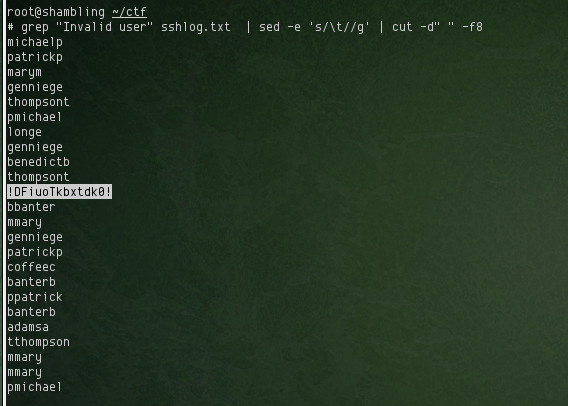 root@shambling ~/ctf
# grep "Invalid user" sshlog.txt  | sed -e 's/\t//g' | cut -d" " -f8
michaelp
patrickp
marym
genniege
thompsont
pmichael
longe
genniege
benedictb
thompsont
!DFiuoTkbxtdk0!
bbanter
mmary
genniege
patrickp
coffeec
banterb
ppatrick
banterb
adamsa
tthompson
mmary
mmary
pmichael